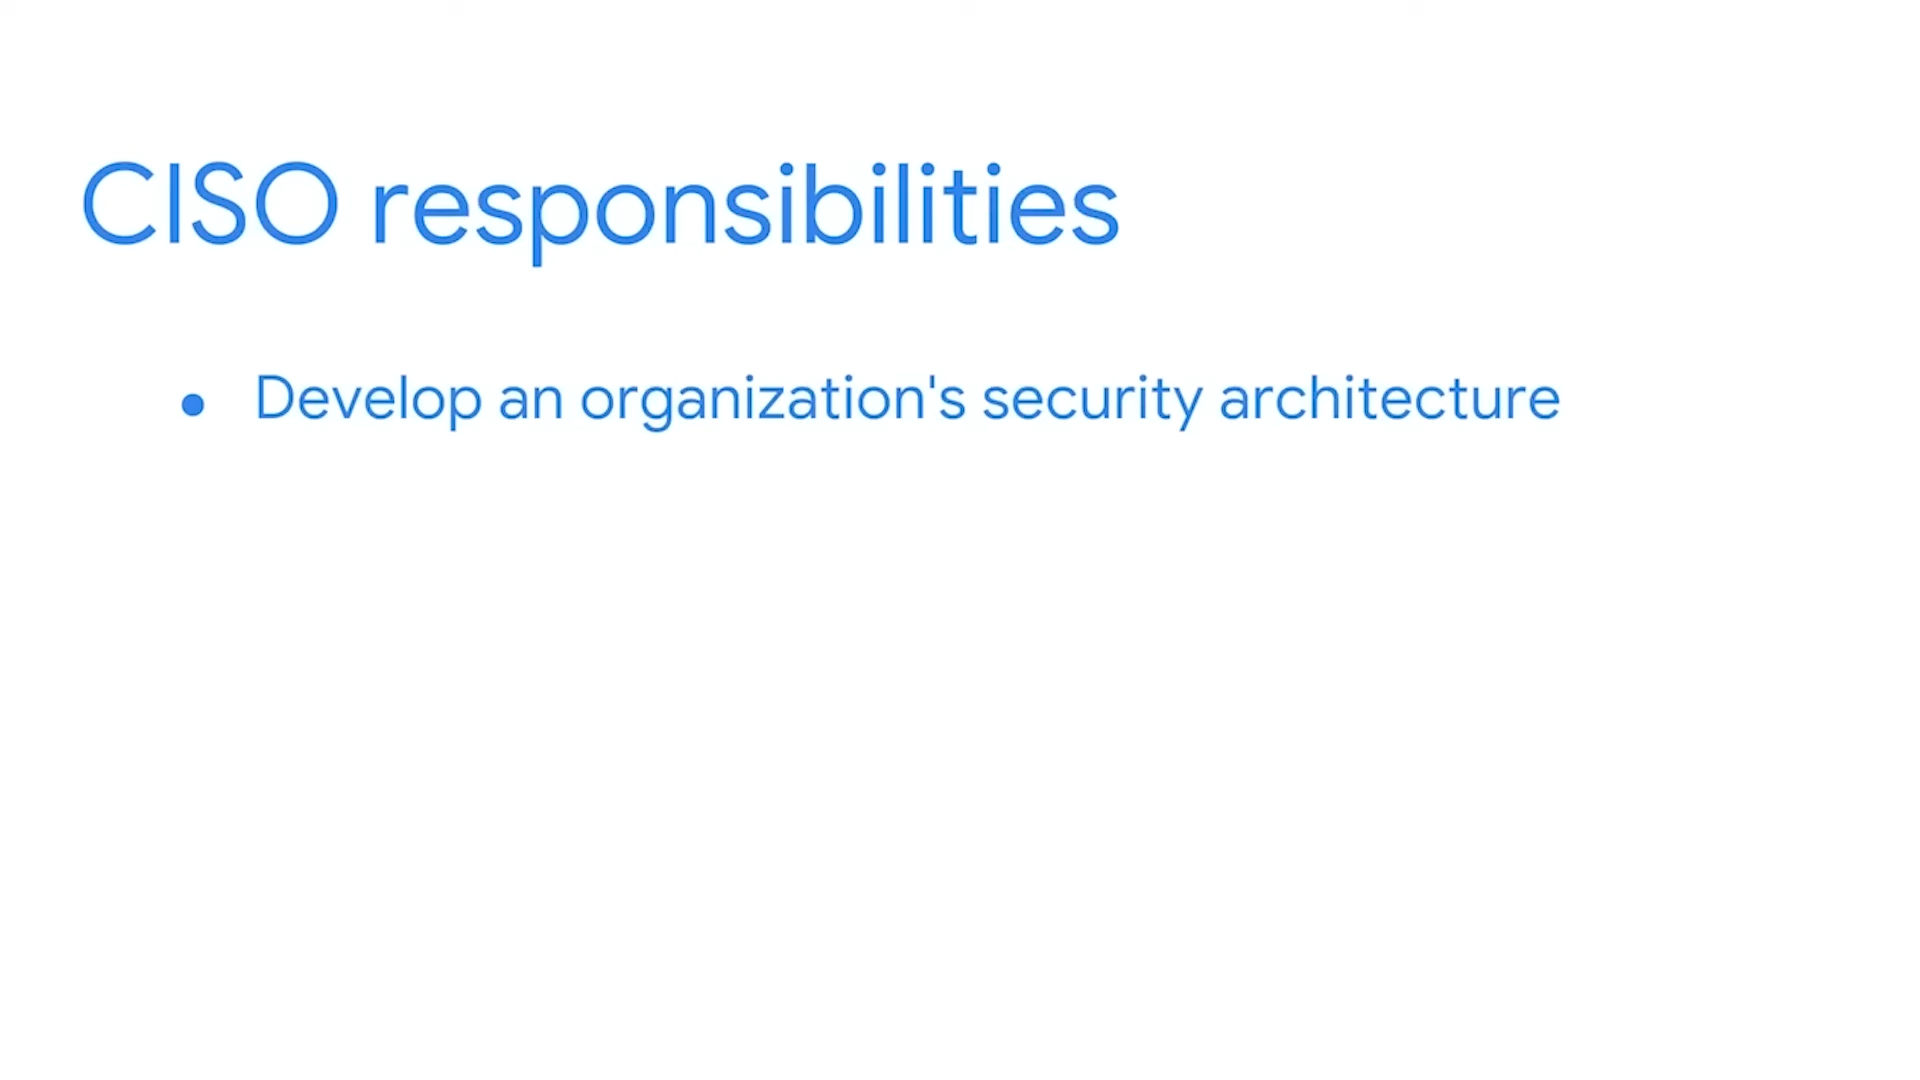 CISO responsibilities
● Develop an organization's security architecture